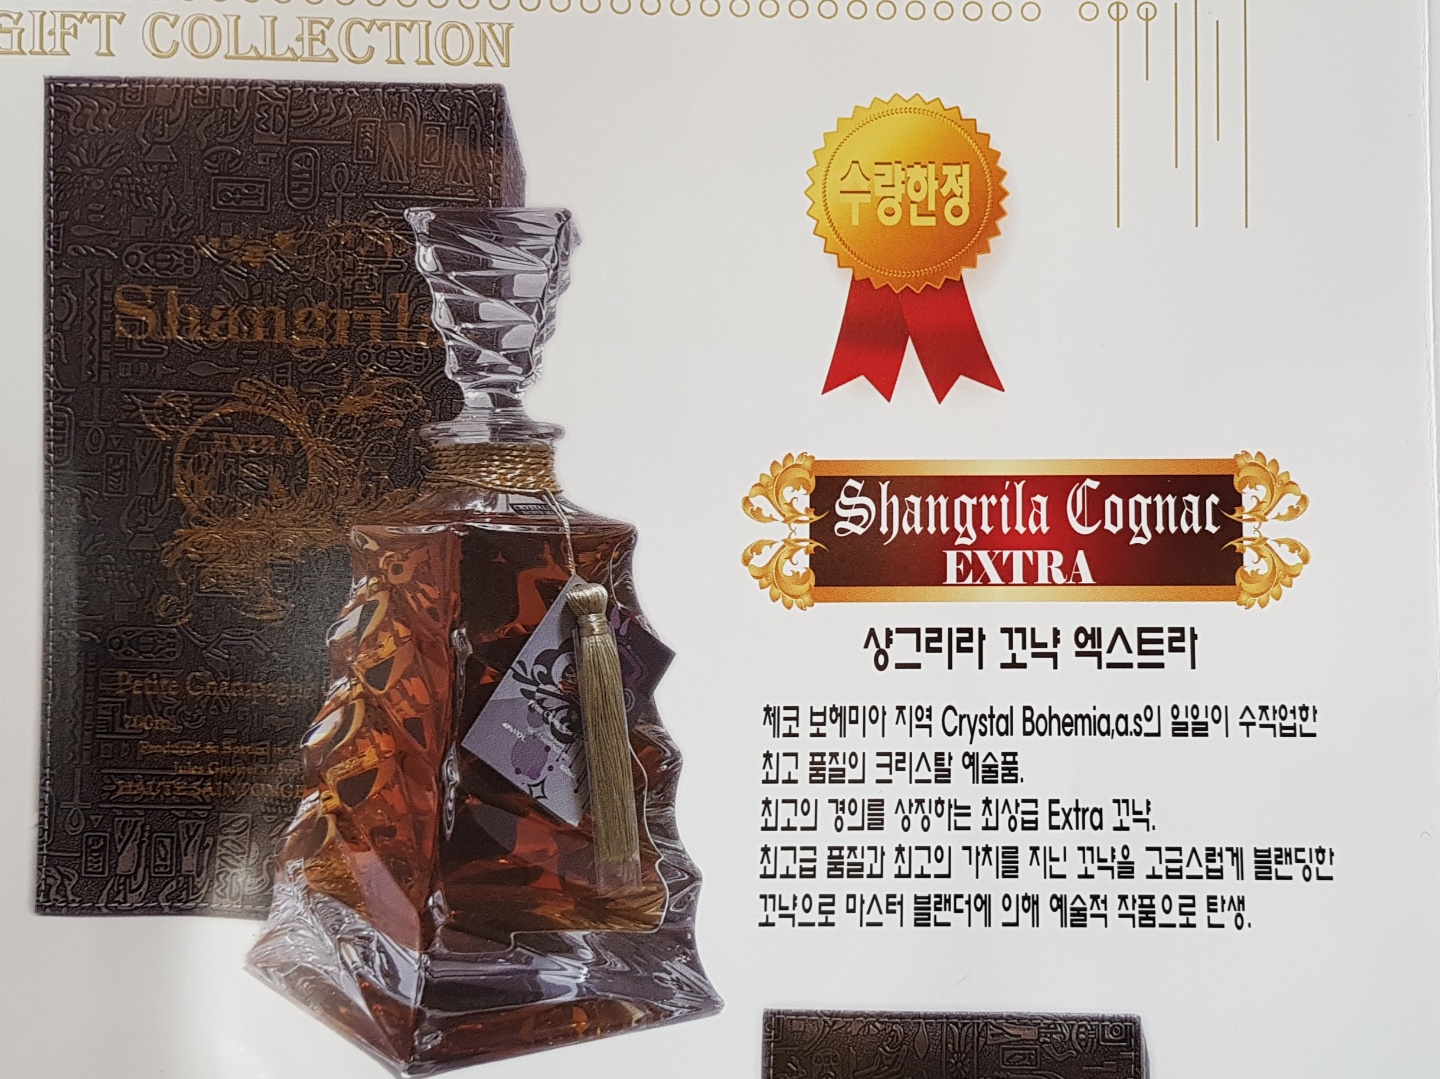 GIFT COLLECTION
수량한정
Shangrila
Shangrila Cognac
EXTRA
샹그리라 꼬냑 엑스트라
체코 보헤미아 지역 Crystal Bohemia,a.s의 일일이 수작업한
최고 품질의 크리스탈 예술품.
최고의 경의를 상징하는 최상급 Extra 꼬냑.
최고급 품질과 최고의 가치를 지닌 꼬냑을 고급스럽게 블랜딩한
꼬냑으로 마스터 블랜더에 의해 예술적 작품으로 탄생.
Petite Champagne
700ml
Produced & Bottled